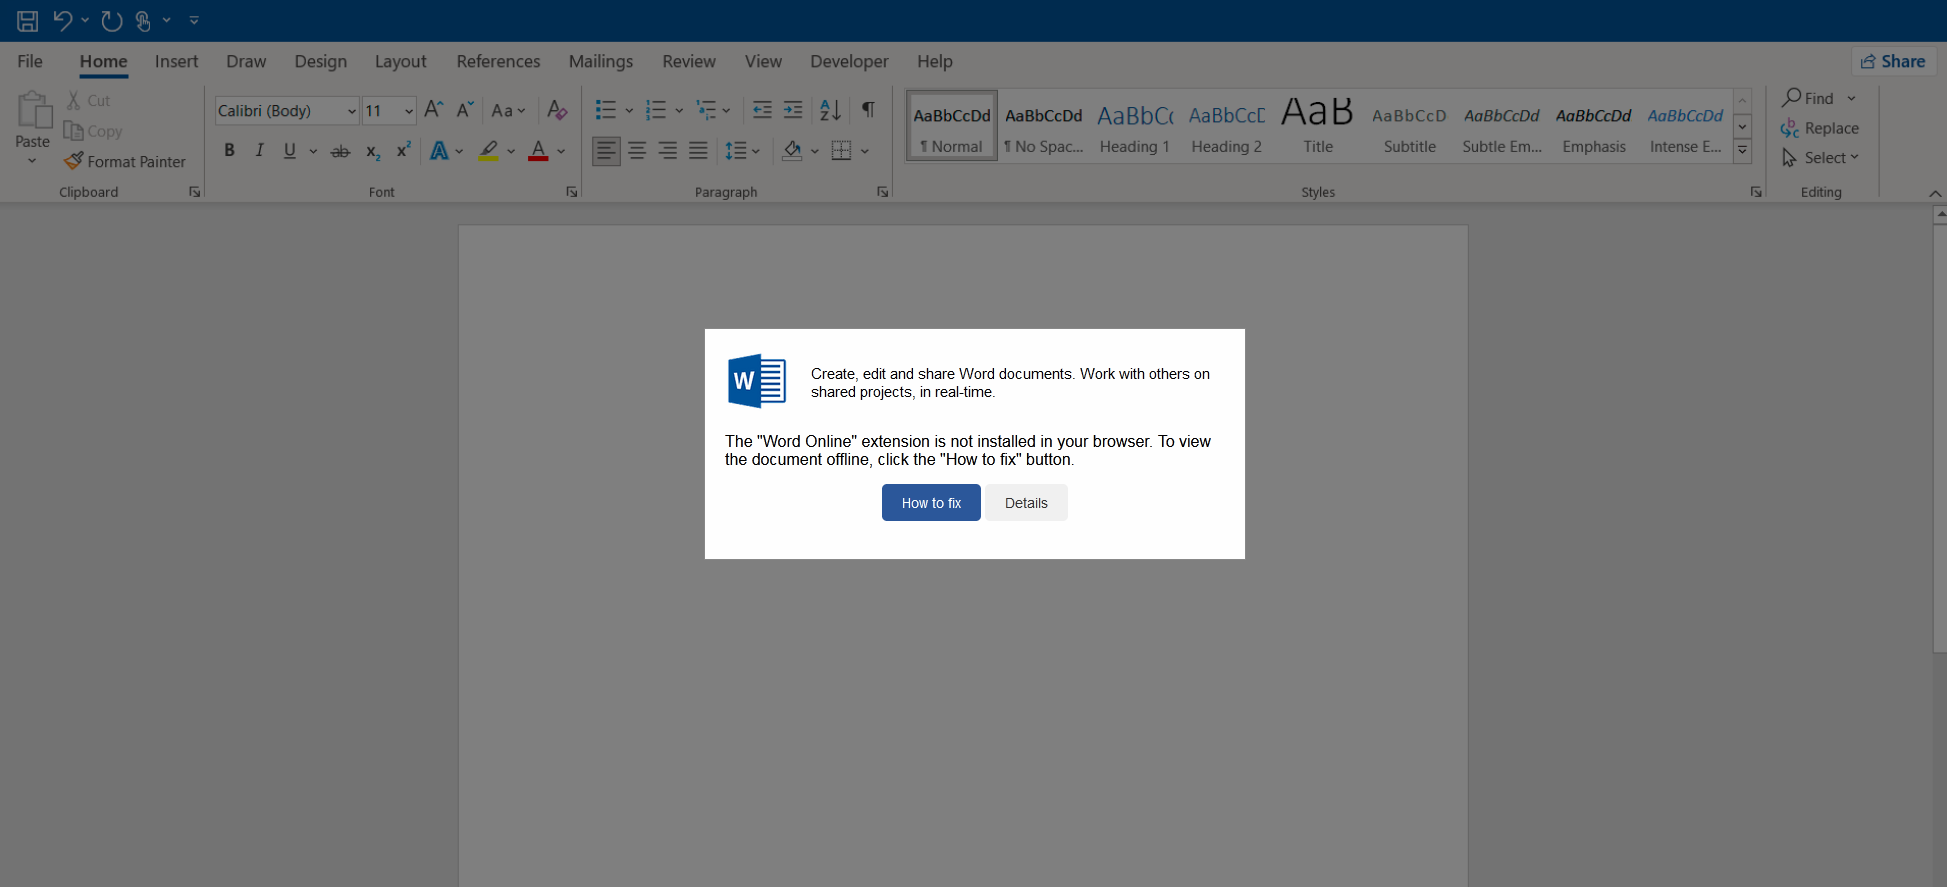 File Home Insert Draw Design Layout References Mailings Review View Developer Help Share
Paste
Cut
Copy
Format Painter
Clipboard
Calibri (Body) 11 A A Aa A
B I U ab x2 x2 A A
Font
Paragraph
AaBbCcDd AaBbCcDd AaBbCc AaBbCcD AaB AaBbCcD AaBbCcDd AaBbCcDd AaBbCcDd
¶ Normal ¶ No Spac... Heading 1 Heading 2 Title Subtitle Subtle Em... Emphasis Intense E...
Styles
Find
Replace
Select
Editing
W
Create, edit and share Word documents. Work with others on
shared projects, in real-time.
The "Word Online" extension is not installed in your browser. To view
the document offline, click the "How to fix" button.
How to fix Details